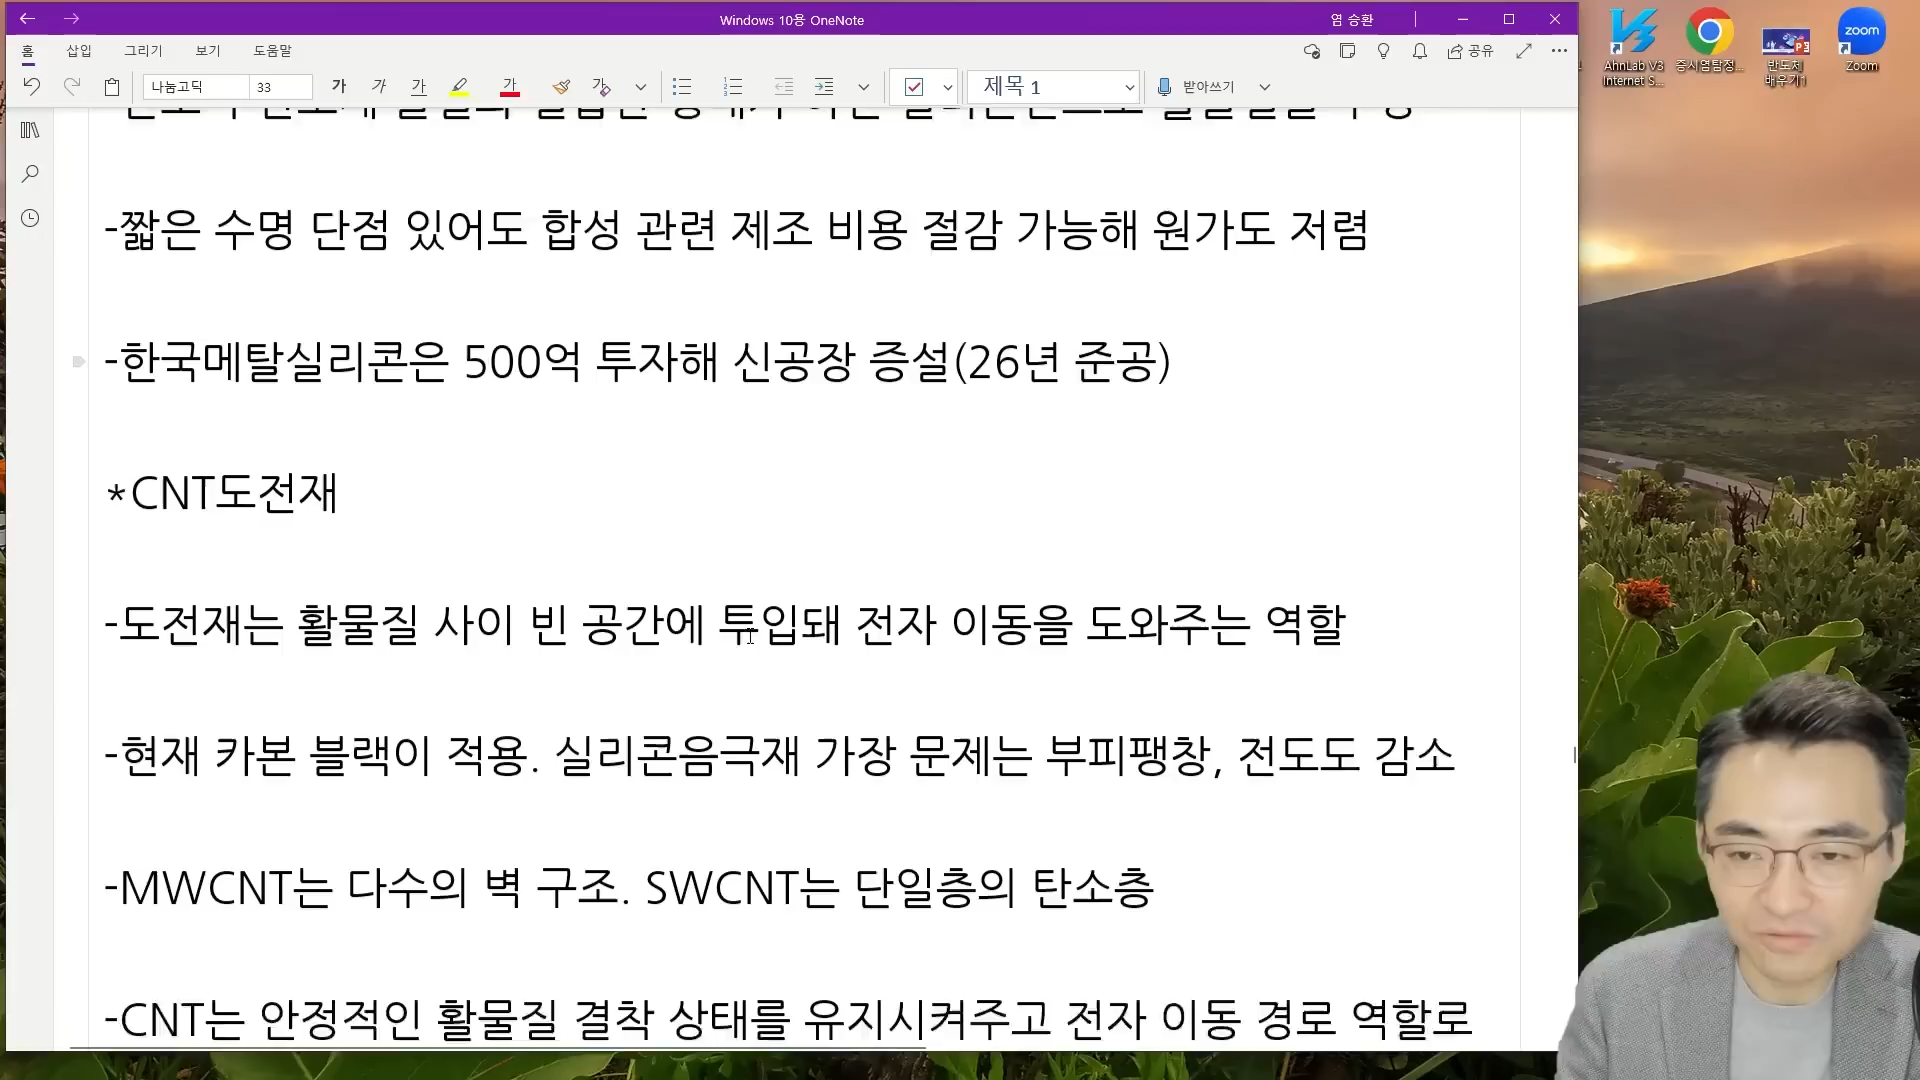 Windows 10용 OneNote
염 승환
홈 삽입 그리기 보기 도움말
공유
나눔고딕 33 가 가 가 가 가 제목 1 받아쓰기
-짧은 수명 단점 있어도 합성 관련 제조 비용 절감 가능해 원가도 저렴
-한국메탈실리콘은 500억 투자해 신공장 증설(26년 준공)
*CNT도전재
-도전재는 활물질 사이 빈 공간에 투입돼 전자 이동을 도와주는 역할
-현재 카본 블랙이 적용. 실리콘음극재 가장 문제는 부피팽창, 전도도 감소
-MWCNT는 다수의 벽 구조. SWCNT는 단일층의 탄소층
-CNT는 안정적인 활물질 결착 상태를 유지시켜주고 전자 이동 경로 역할로
AhnLab V3
Internet S...
증시염탐정...
반도체
배우기1
zoom
Zoom